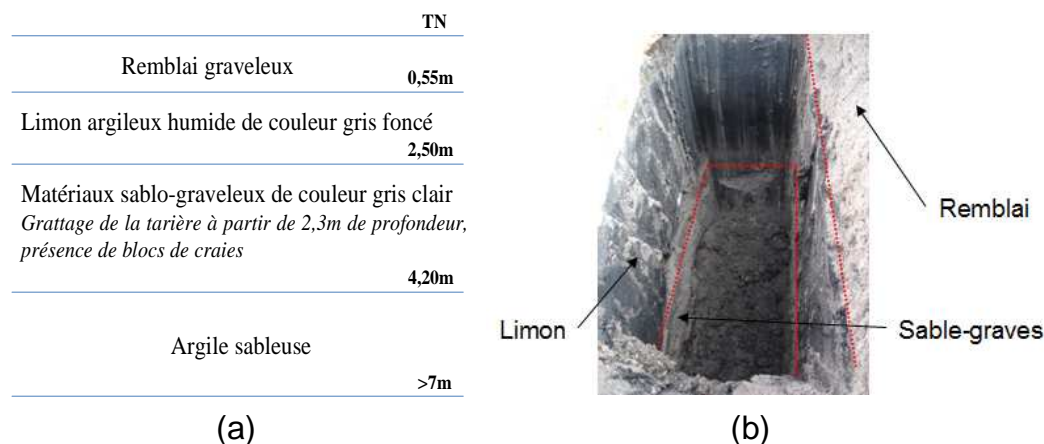 TN
Remblai graveleux
0,55m
Limon argileux humide de couleur gris foncé
2,50m
Matériaux sablo-graveleux de couleur gris clair
Grattage de la tarière à partir de 2,3m de profondeur,
présence de blocs de craies
4,20m
Argile sableuse
>7m
(a)
Remblai
Limon
Sable-graves
(b)